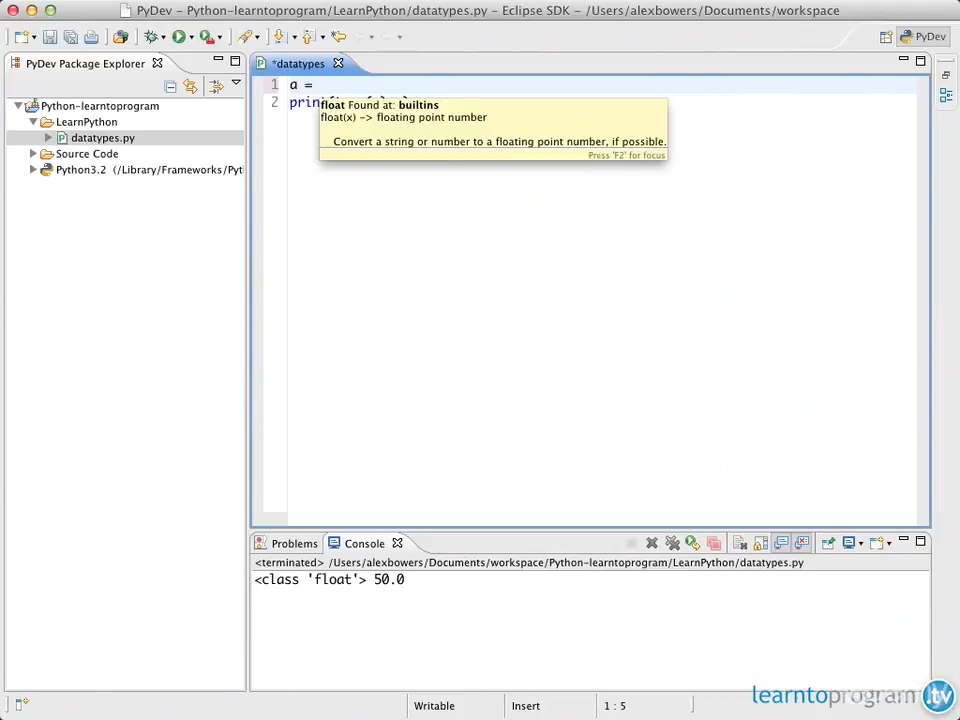 PyDev - Python-learntoprogram/LearnPython/datatypes.py - Eclipse SDK - /Users/alexbowers/Documents/workspace
PyDev
PyDev Package Explorer
*datatypes
Python-learntoprogram
LearnPython
datatypes.py
Source Code
Python3.2 (/Library/Frameworks/Pyt
1 a =
2 prin
float Found at: builtins
float(x) -> floating point number
Convert a string or number to a floating point number, if possible.
Press 'F2' for focus
Problems Console
<terminated> /Users/alexbowers/Documents/workspace/Python-learntoprogram/LearnPython/datatypes.py
<class 'float'> 50.0
Writable Insert 1 : 5
learntoprogram .tv